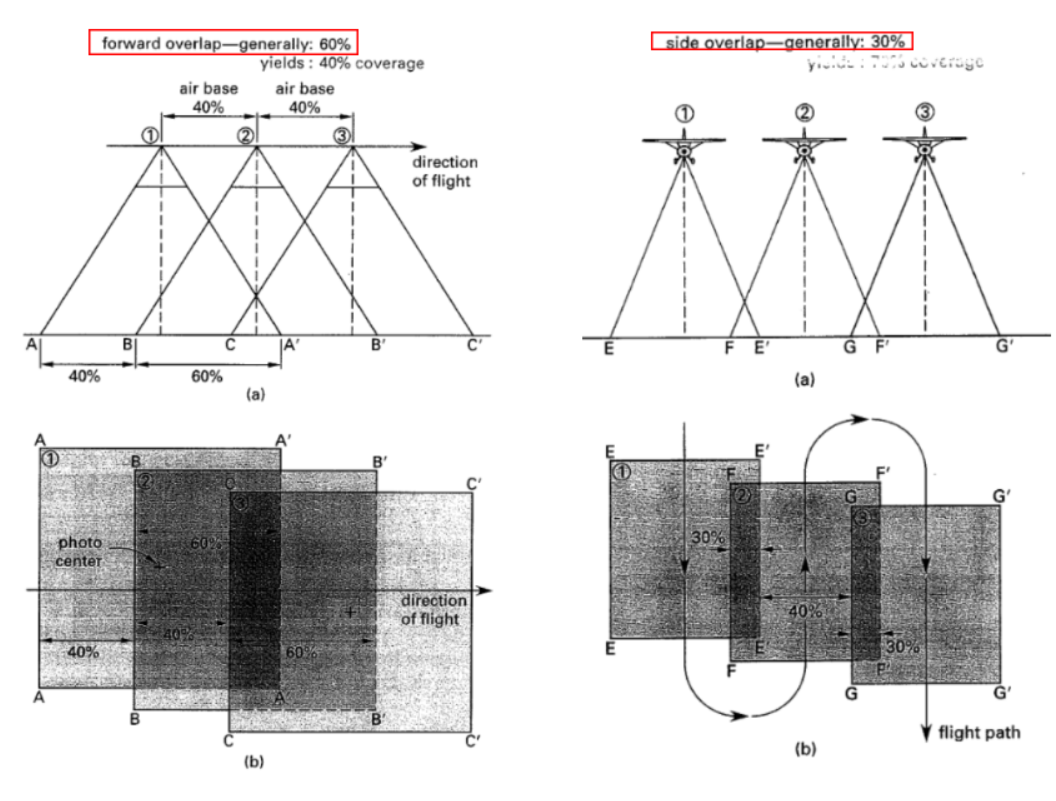 forward overlap—generally: 60%
yields : 40% coverage
air base
40%
air base
40%
① ② ③
direction
of flight
A B C A' B' C'
40%
60%
(a)
A A'
①
B B'
②
C C'
③
60%
photo
center
direction
of flight
40%
40%
60%
A A
B B'
C C'
(b)
side overlap—generally: 30%
yields : coverage
① ② ③
E F E' G F' G'
(a)
E E'
①
F F'
②
G G'
③
30%
40%
30%
E E
F F'
G G'
flight path
(b)